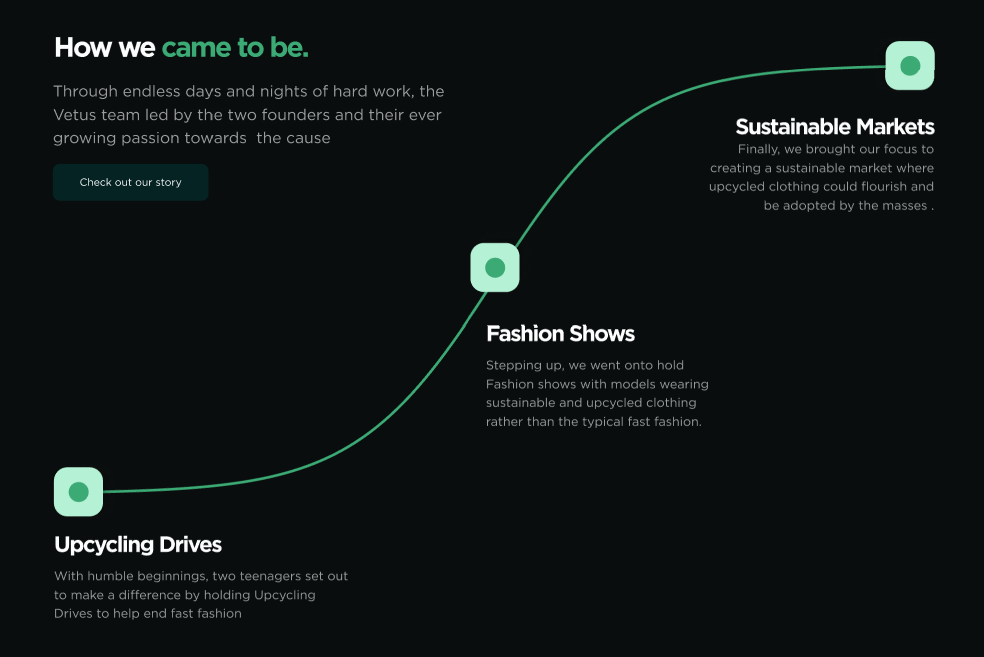 How we came to be.
Through endless days and nights of hard work, the
Vetus team led by the two founders and their ever
growing passion towards  the cause
Check out our story
Sustainable Markets
Finally, we brought our focus to
creating a sustainable market where
upcycled clothing could flourish and
be adopted by the masses .
Fashion Shows
Stepping up, we went onto hold
Fashion shows with models wearing
sustainable and upcycled clothing
rather than the typical fast fashion.
Upcycling Drives
With humble beginnings, two teenagers set out
to make a difference by holding Upcycling
Drives to help end fast fashion